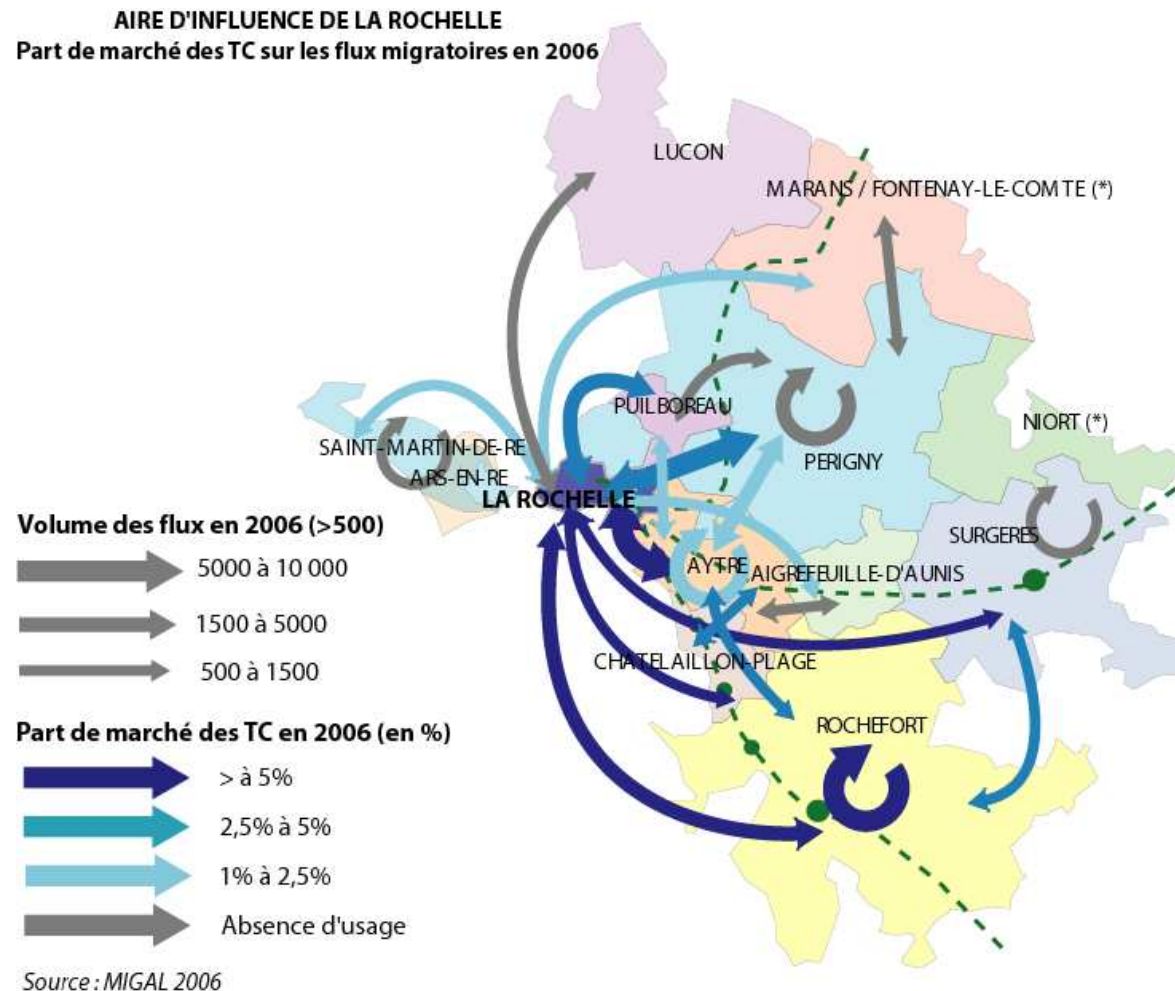 AIRE D'INFLUENCE DE LA ROCHELLE
Part de marché des TC sur les flux migratoires en 2006
LUCON
MARANS / FONTENAY-LE-COMTE (*)
PUILBOREAU
NIORT (*)
SAINT-MARTIN-DE-RE
PERIGNY
ARS-EN-RE
LA ROCHELLE
SURGERES
AYTRE
AIGREFEUILLE-D'AUNIS
CHATELAILLON-PLAGE
ROCHEFORT
Volume des flux en 2006 (>500)
5000 à 10 000
1500 à 5000
500 à 1500
Part de marché des TC en 2006 (en %)
> à 5%
2,5% à 5%
1% à 2,5%
Absence d'usage
Source : MIGAL 2006